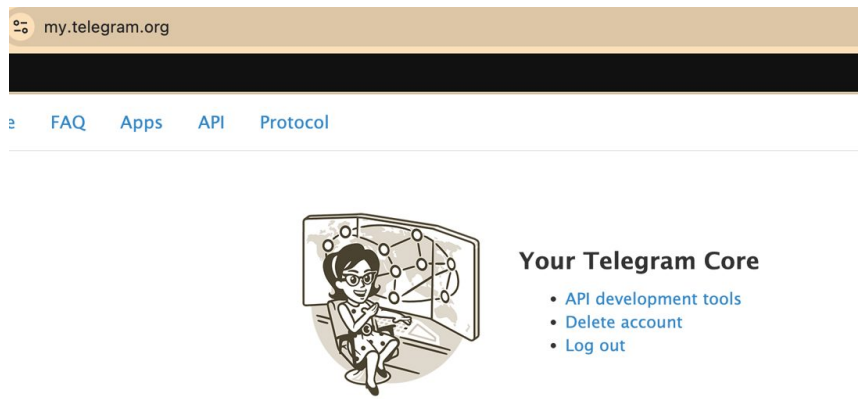 my.telegram.org
e FAQ Apps API Protocol
Your Telegram Core
• API development tools
• Delete account
• Log out